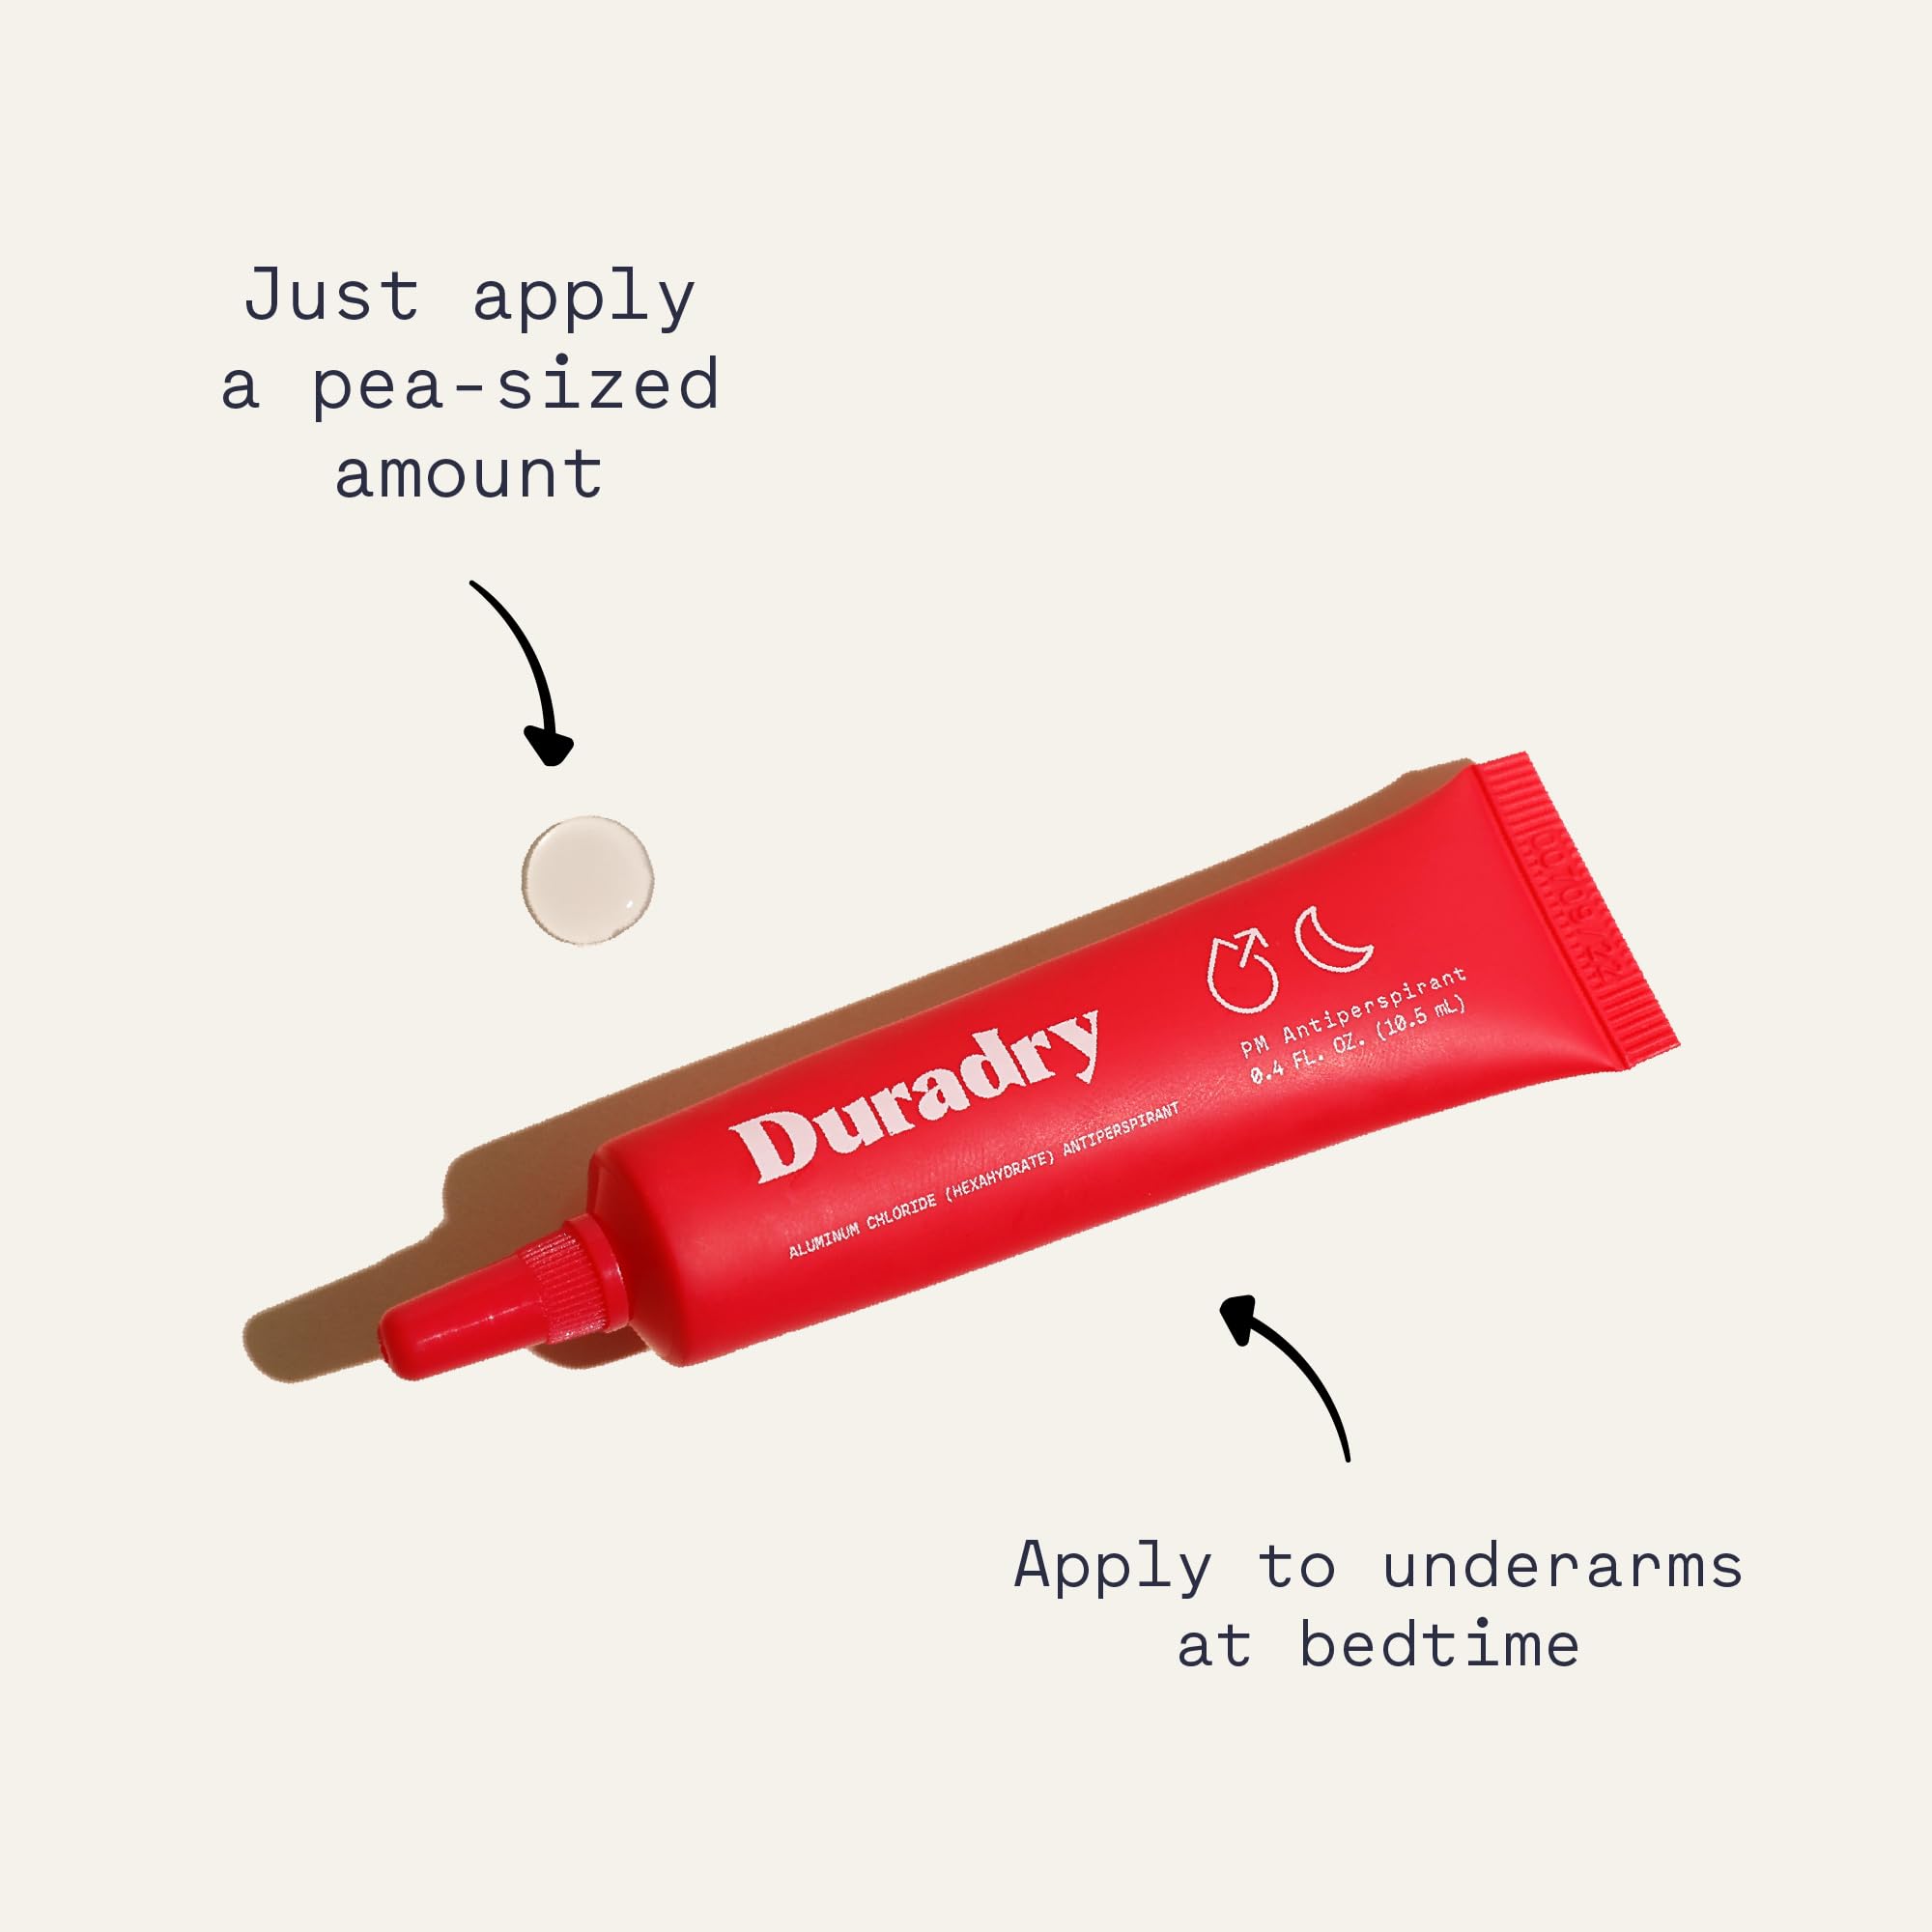 Just apply
a pea-sized
amount
Duradry
ALUMINUM CHLORIDE (HEXAHYDRATE) ANTIPERSPIRANT
PM Antiperspirant
0.4 FL. OZ. (10.5 mL)
Apply to underarms
at bedtime